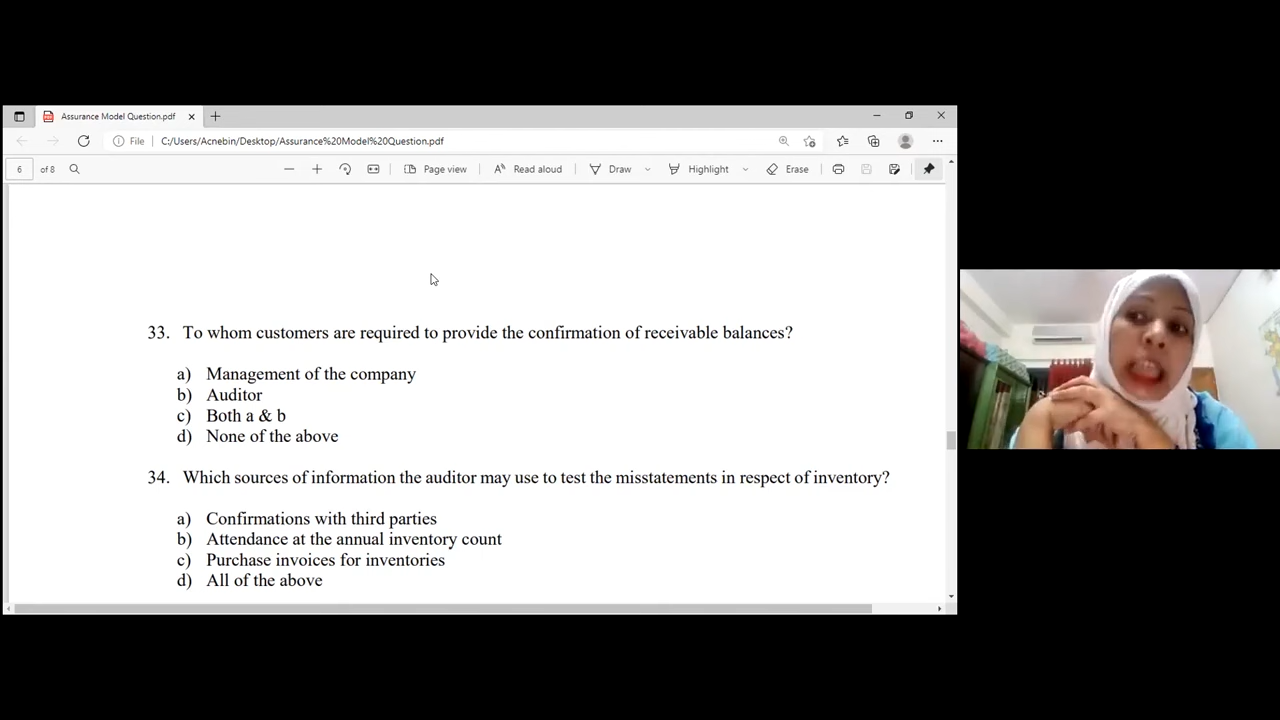 Assurance Model Question.pdf
File C:/Users/Acnebin/Desktop/Assurance%20Model%20Question.pdf
6 of 8 Page view Read aloud Draw Highlight Erase
33. To whom customers are required to provide the confirmation of receivable balances?
a) Management of the company
b) Auditor
c) Both a & b
d) None of the above
34. Which sources of information the auditor may use to test the misstatements in respect of inventory?
a) Confirmations with third parties
b) Attendance at the annual inventory count
c) Purchase invoices for inventories
d) All of the above